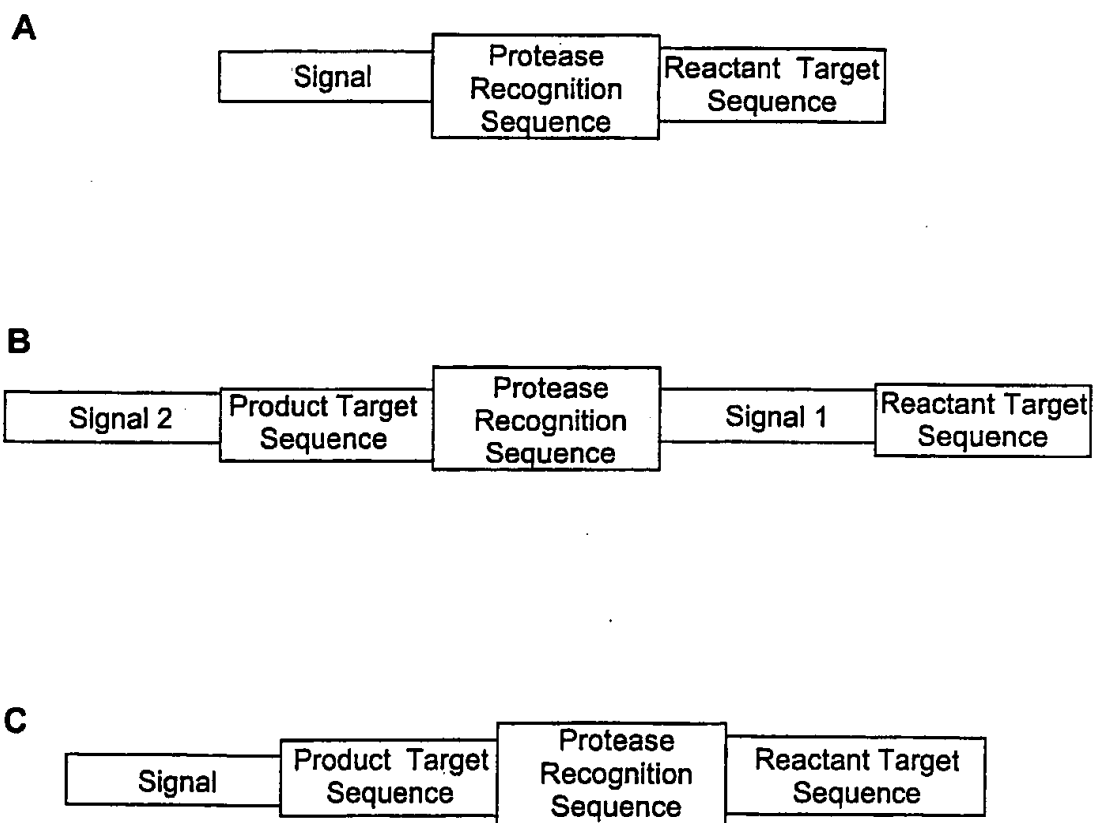 A
Signal
Protease
Recognition
Sequence
Reactant Target
Sequence
B
Signal 2
Product Target
Sequence
Protease
Recognition
Sequence
Signal 1
Reactant Target
Sequence
C
Signal
Product Target
Sequence
Protease
Recognition
Sequence
Reactant Target
Sequence